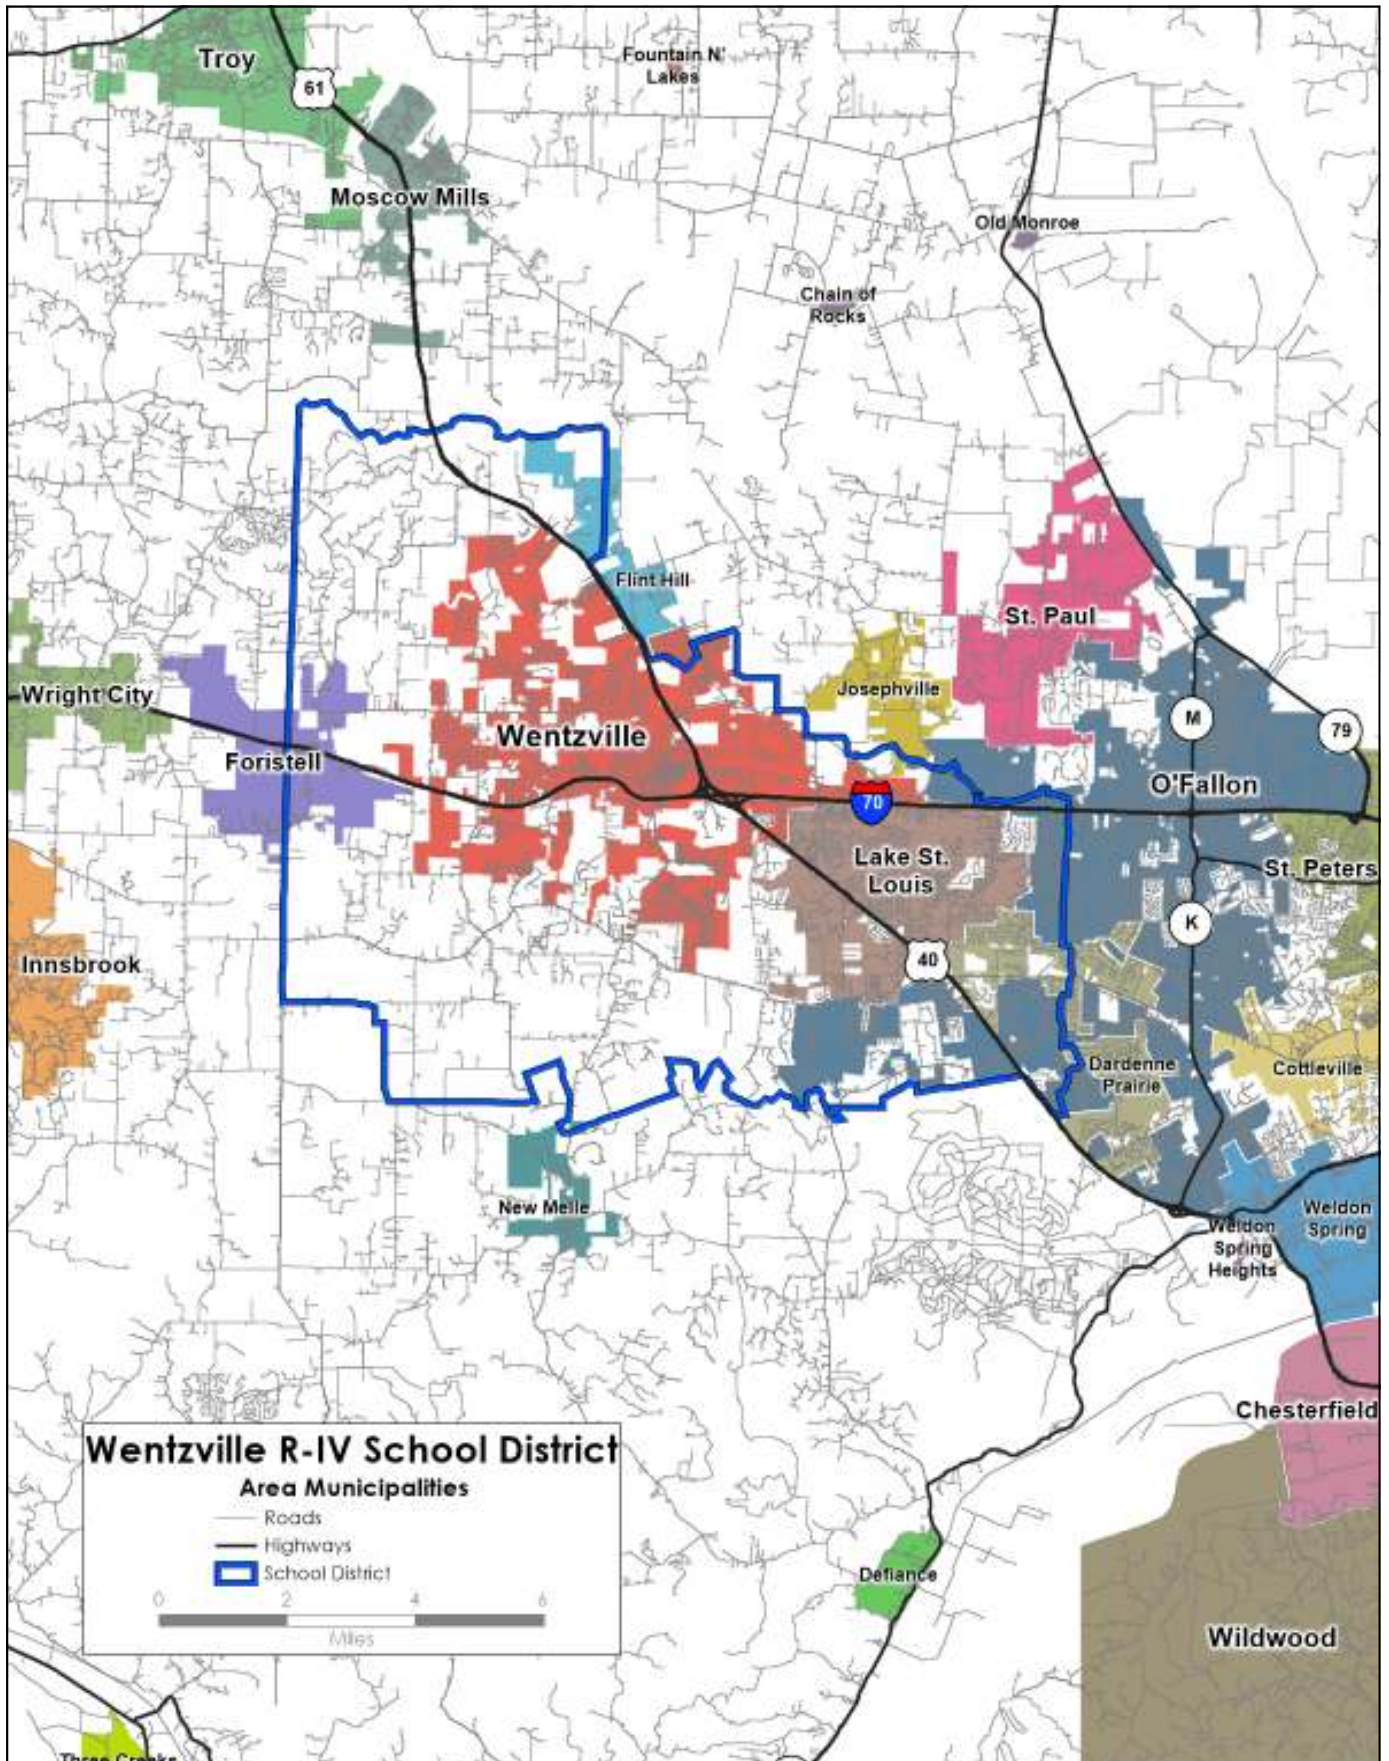 Troy
Fountain N'
Lakes
61
Moscow Mills
Old Monroe
Chain of
Rocks
Flint Hill
St. Paul
Wright City
Josephville
M
79
Wentzville
Foristell
O'Fallon
70
Lake St.
Louis
St. Peters
K
Innsbrook
40
Dardenne
Prairie
Cottleville
New Melle
Weldon
Spring
Weldon
Spring
Heights
Chesterfield
Wentzville R-IV School District
Area Municipalities
Roads
Highways
School District
0 2 4 6
Miles
Defiance
Wildwood
Three Creeks